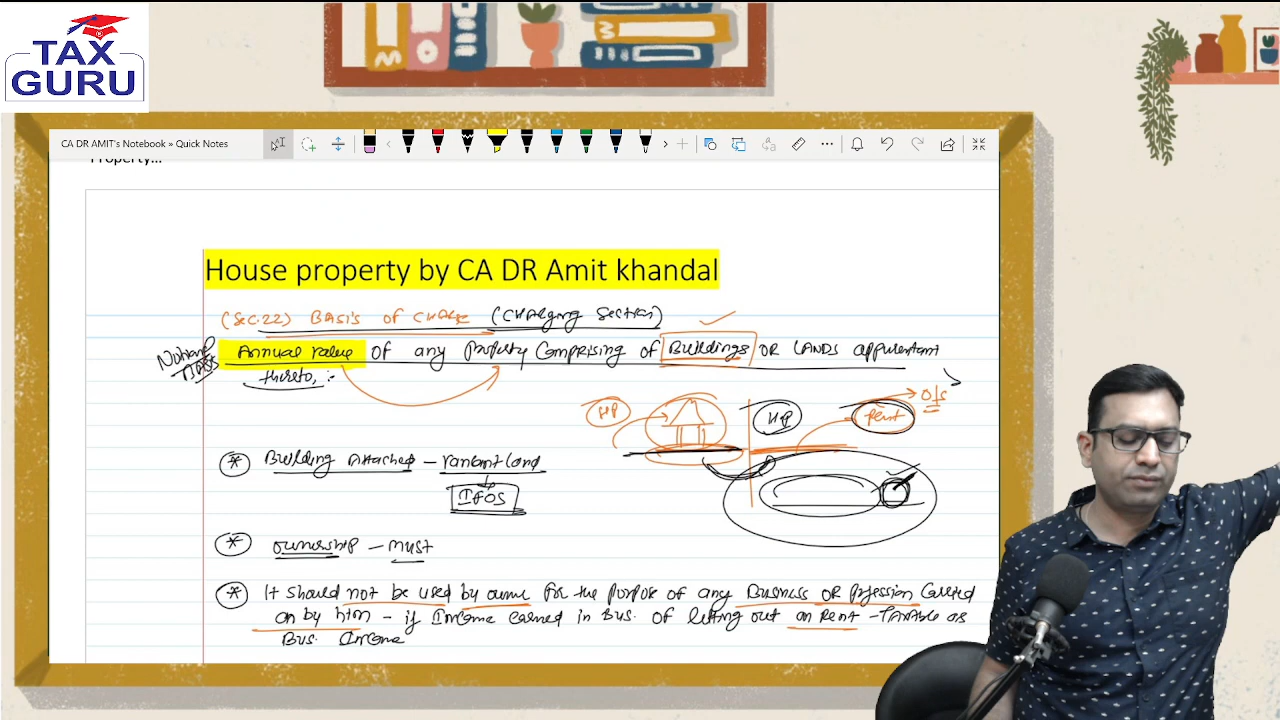 TAX
GURU
CA DR AMIT's Notebook » Quick Notes
Property...
House property by CA DR Amit khandal
(Sec.22) BASIS OF CHARGE (CHARging Section)
Notional
Annual value of any Property Comprising of Buildings OR LANDS appurtenant
thereto, :-
HP
HP
Rent
O/s
* Building Attached - vacant land
IFOS
* ownership - must
* It should not be used by owner for the purpose of any Business OR Profession Carried
on by him - if Income earned in Bus. of letting out on Rent - Taxable as
Bus. Income